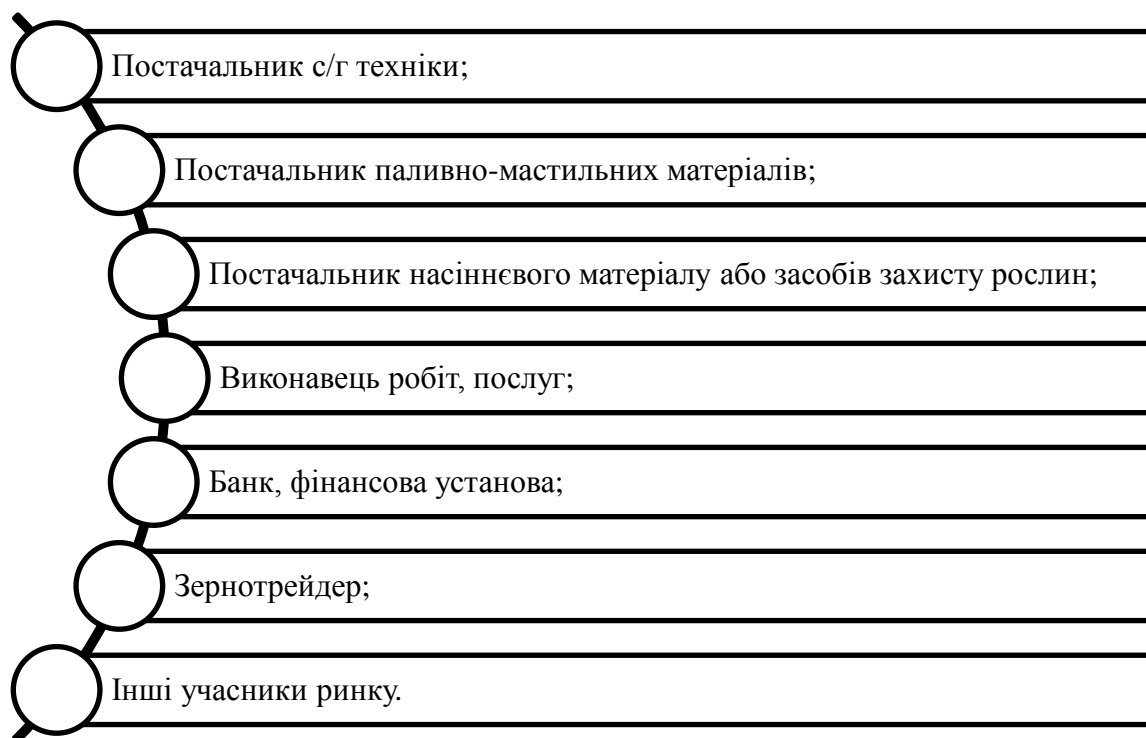 Постачальник с/г техніки;
Постачальник паливно-мастильних матеріалів;
Постачальник насіннєвого матеріалу або засобів захисту рослин;
Виконавець робіт, послуг;
Банк, фінансова установа;
Зернотрейдер;
Інші учасники ринку.